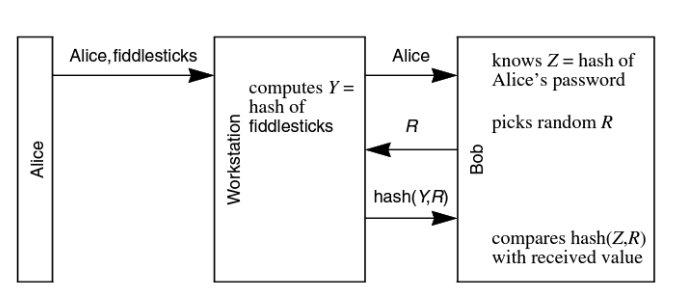 Alice
Alice, fiddlesticks
Workstation
computes Y =
hash of
fiddlesticks
Alice
R
hash(Y,R)
Bob
knows Z = hash of
Alice's password
picks random R
compares hash(Z,R)
with received value